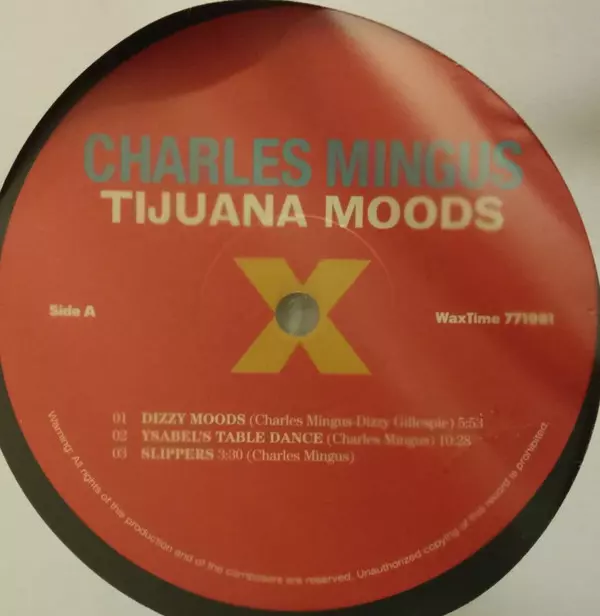 CHARLES MINGUS
TIJUANA MOODS
X
Side A
WaxTime 771981
01 DIZZY MOODS (Charles Mingus-Dizzy Gillespie) 5:53
02 YSABEL'S TABLE DANCE (Charles Mingus) 10:28
03 SLIPPERS 3:30 (Charles Mingus)
Warning: All rights of this production and of the composers are reserved. Unauthorized copying of this record is prohibited.